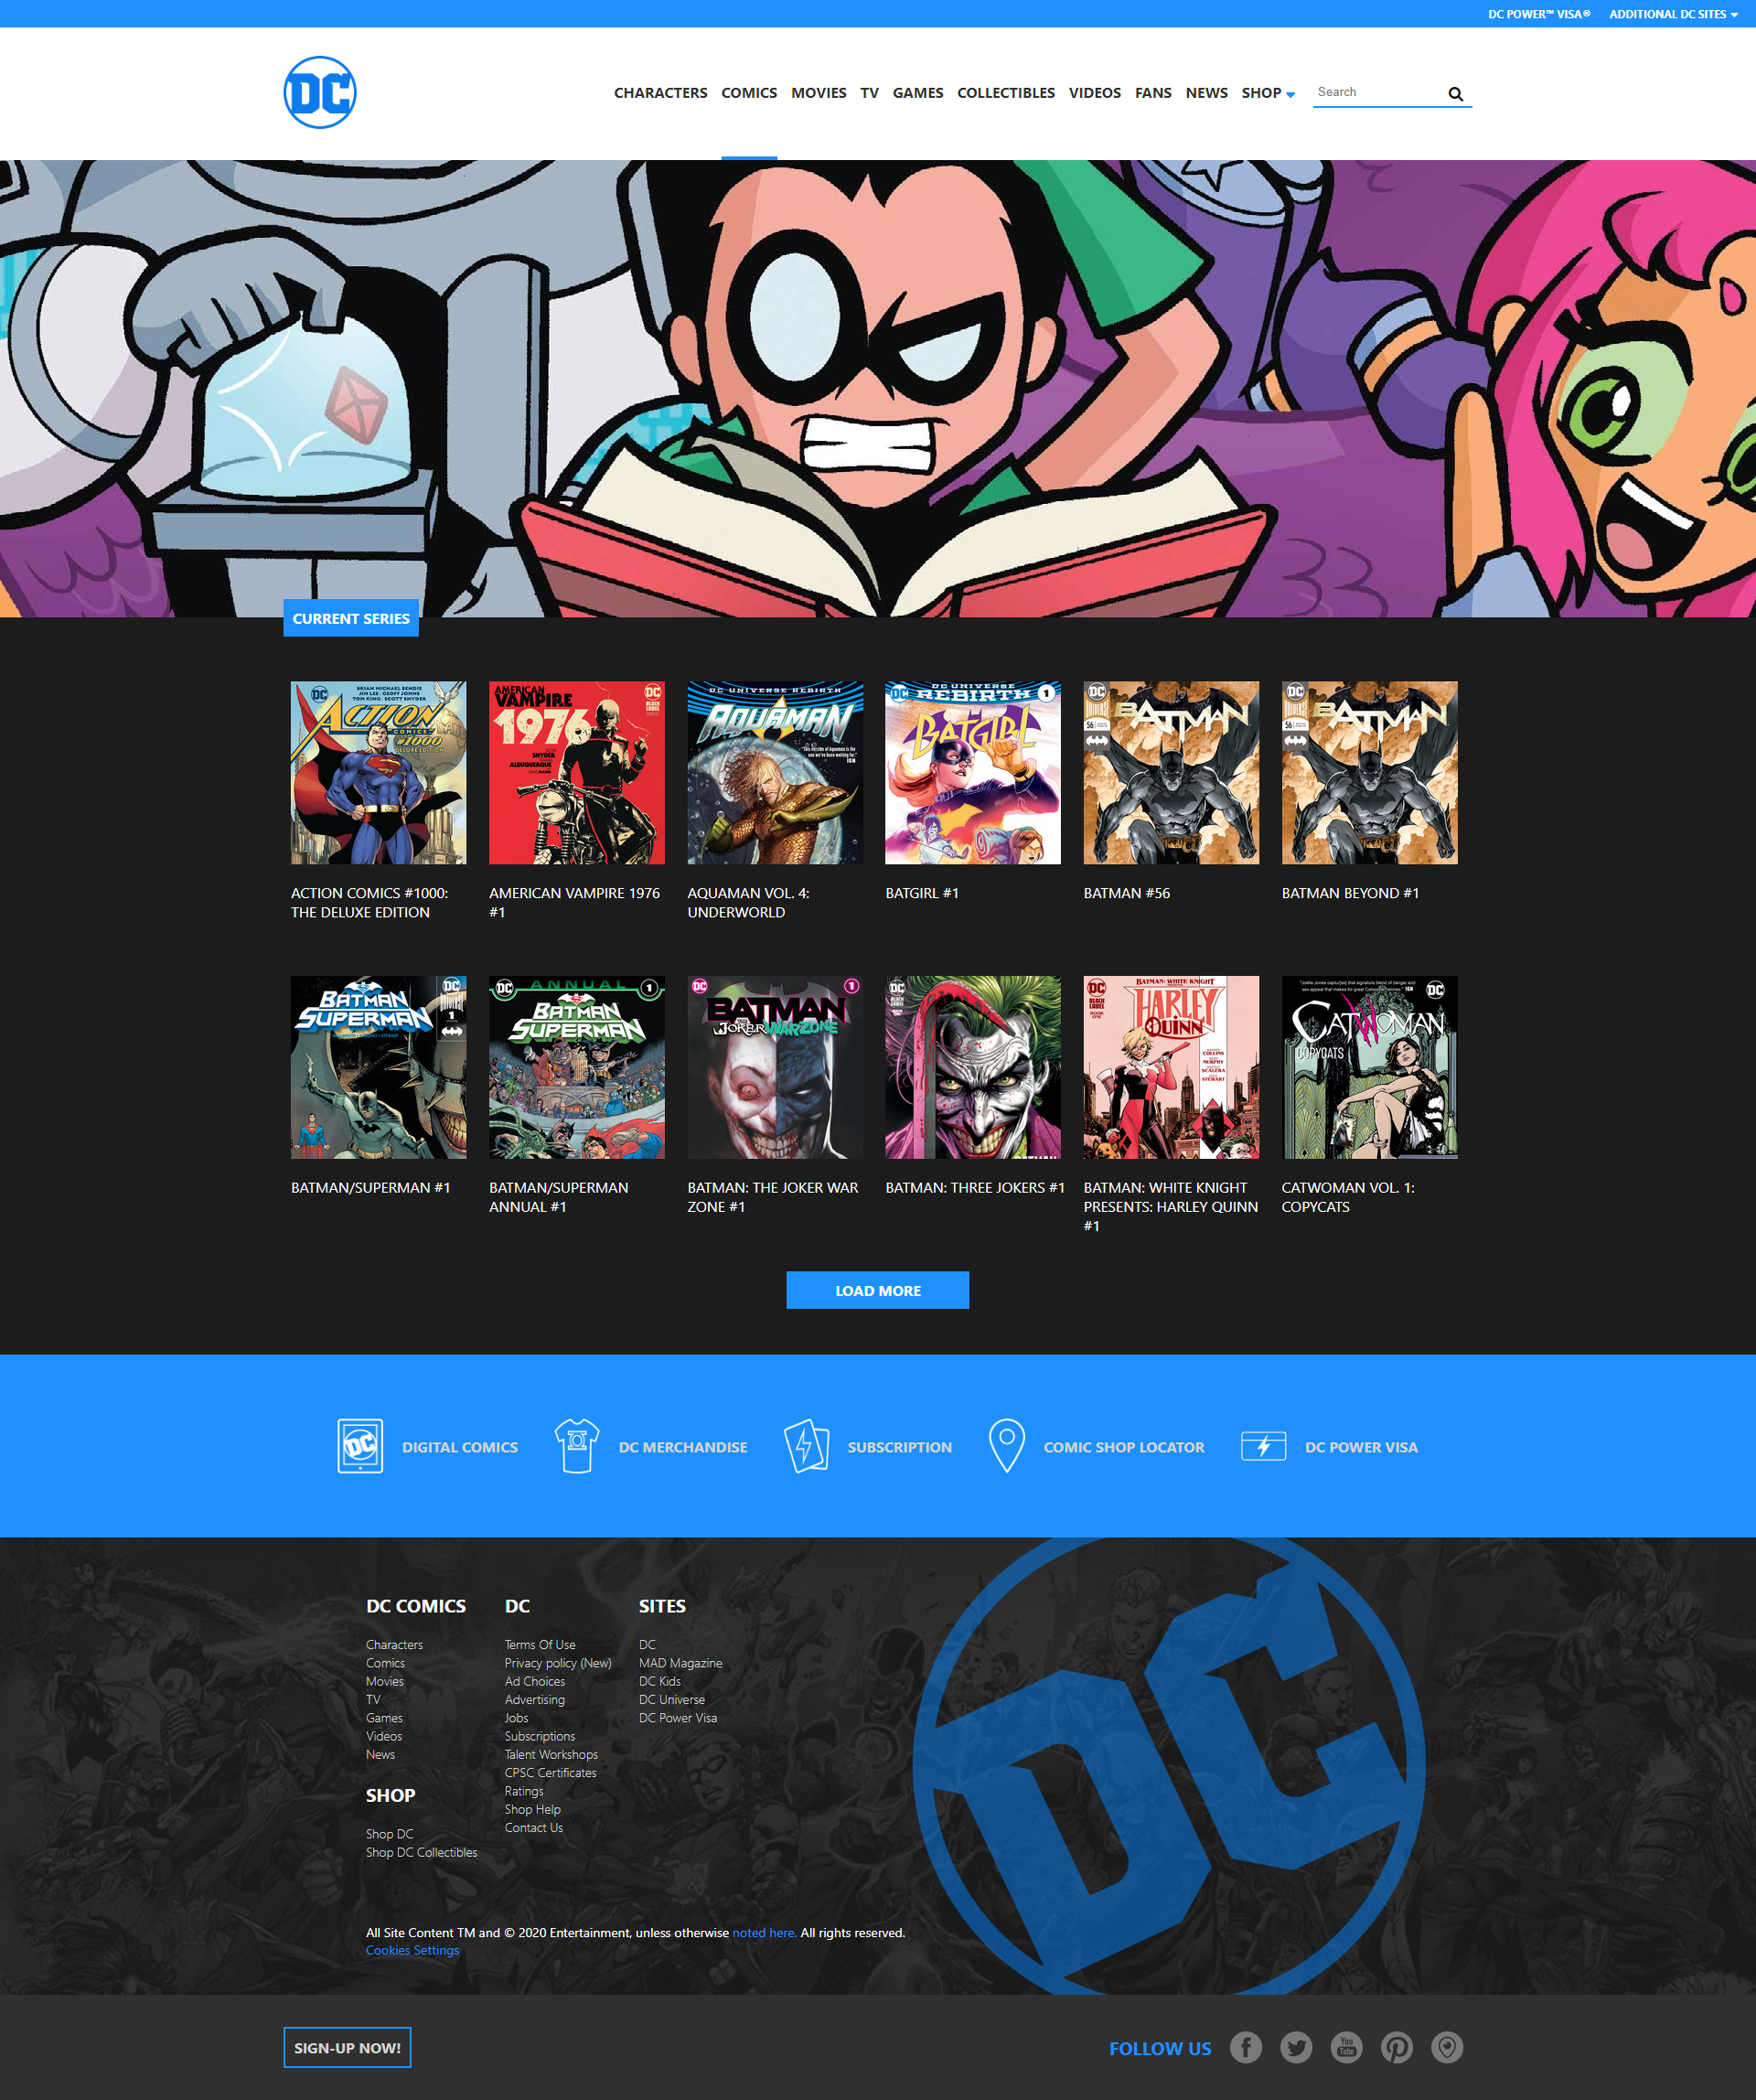 DC POWER™ VISA® ADDITIONAL DC SITES
DC
CHARACTERS COMICS MOVIES TV GAMES COLLECTIBLES VIDEOS FANS NEWS SHOP Search
CURRENT SERIES
ACTION COMICS #1000:
THE DELUXE EDITION
AMERICAN VAMPIRE 1976
#1
AQUAMAN VOL. 4:
UNDERWORLD
BATGIRL #1
BATMAN #56
BATMAN BEYOND #1
BATMAN/SUPERMAN #1
BATMAN/SUPERMAN
ANNUAL #1
BATMAN: THE JOKER WAR
ZONE #1
BATMAN: THREE JOKERS #1
BATMAN: WHITE KNIGHT
PRESENTS: HARLEY QUINN
#1
CATWOMAN VOL. 1:
COPYCATS
LOAD MORE
DIGITAL COMICS DC MERCHANDISE SUBSCRIPTION COMIC SHOP LOCATOR DC POWER VISA
DC COMICS
Characters
Comics
Movies
TV
Games
Videos
News
SHOP
Shop DC
Shop DC Collectibles
DC
Terms Of Use
Privacy policy (New)
Ad Choices
Advertising
Jobs
Subscriptions
Talent Workshops
CPSC Certificates
Ratings
Shop Help
Contact Us
SITES
DC
MAD Magazine
DC Kids
DC Universe
DC Power Visa
DC
All Site Content TM and © 2020 Entertainment, unless otherwise noted here. All rights reserved.
Cookies Settings
SIGN-UP NOW!
FOLLOW US